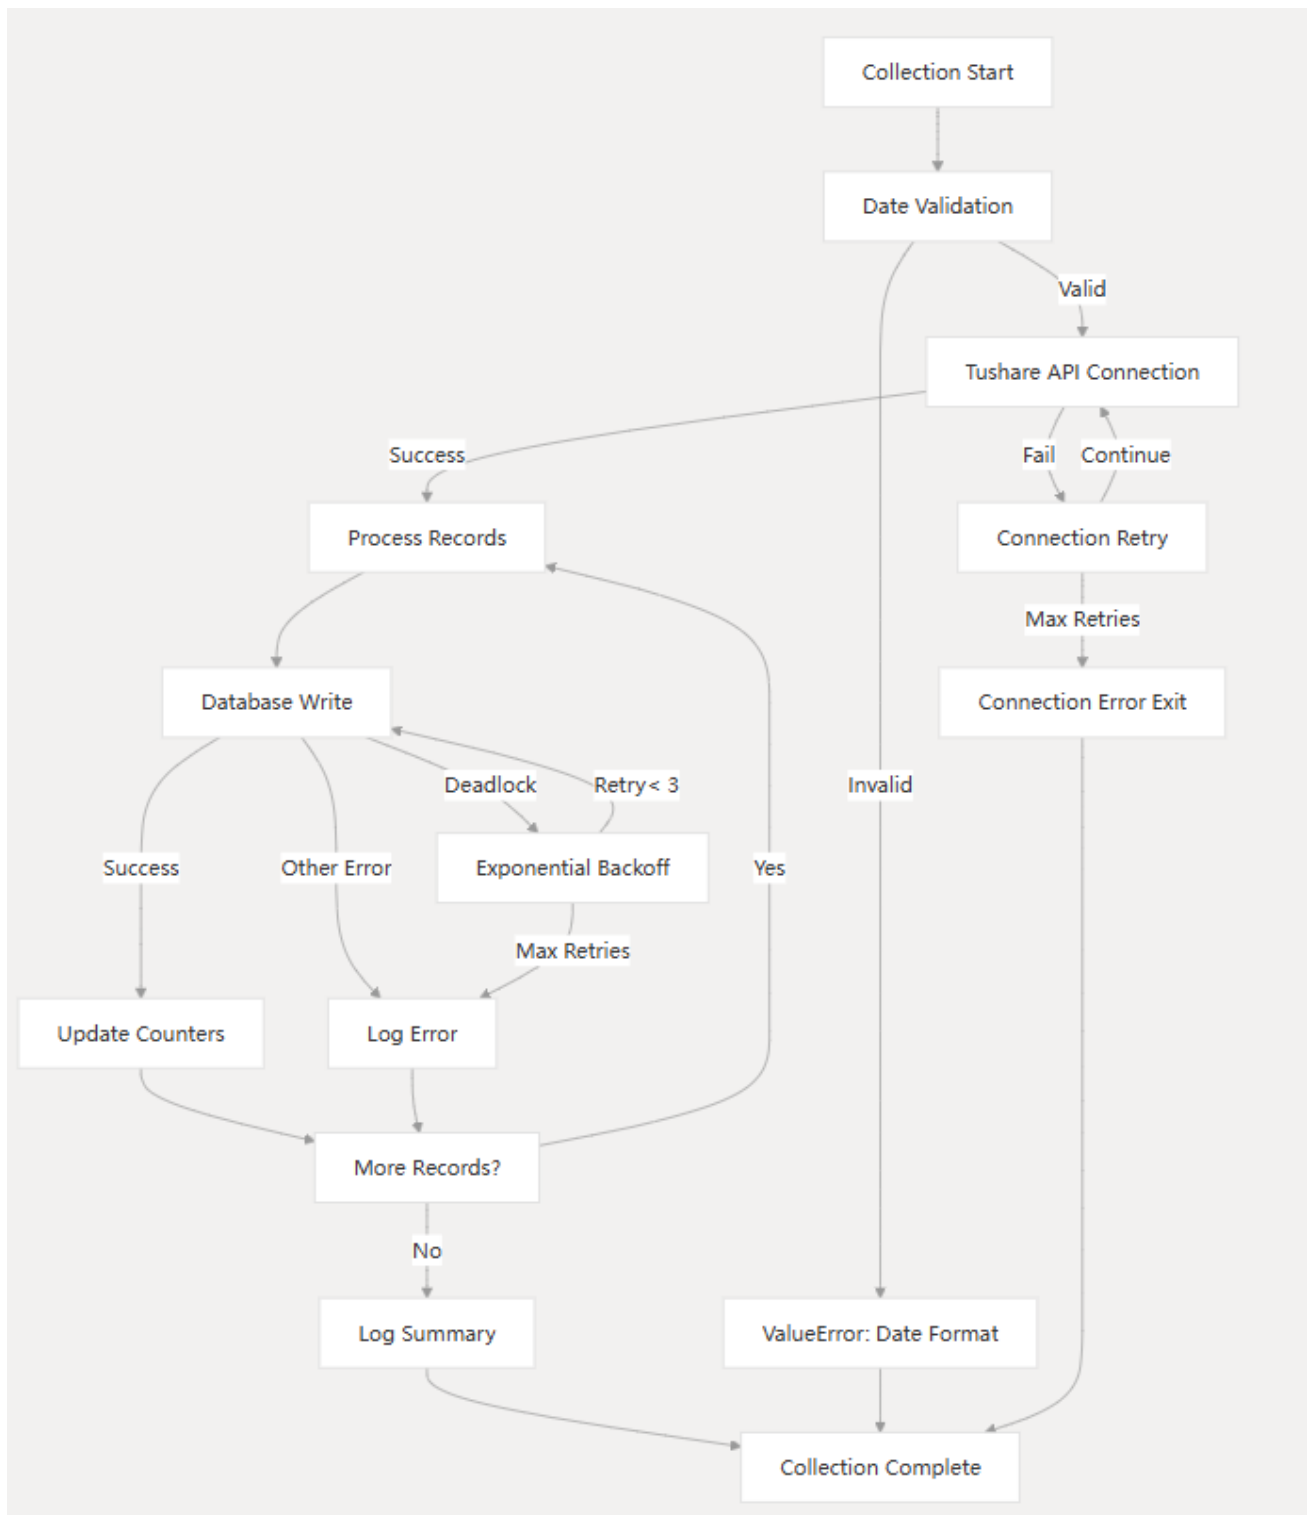 Collection Start
Date Validation
Valid
Tushare API Connection
Success
Fail
Continue
Process Records
Connection Retry
Max Retries
Database Write
Connection Error Exit
Deadlock
Retry< 3
Invalid
Success
Other Error
Exponential Backoff
Yes
Max Retries
Update Counters
Log Error
More Records?
No
Log Summary
ValueError: Date Format
Collection Complete